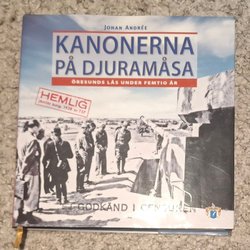 Johan Andrée
KANONERNA
PÅ DJURAMÅSA
ÖRESUNDS LÅS UNDER FEMTIO ÅR
HEMLIG
GODKÄND I CENSUREN